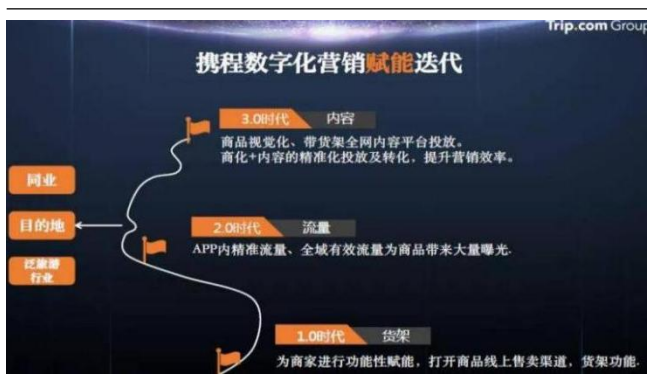 Trip.com Group
携程数字化营销赋能迭代
3.0时代 内容
商品视觉化、带货架全网内容平台投放。
商化+内容的精准化投放及转化，提升营销效率。
同业
目的地
泛旅游
行业
2.0时代 流量
APP内精准流量、全域有效流量为商品带来大量曝光.
1.0时代 货架
为商家进行功能性赋能，打开商品线上售卖渠道，货架功能.